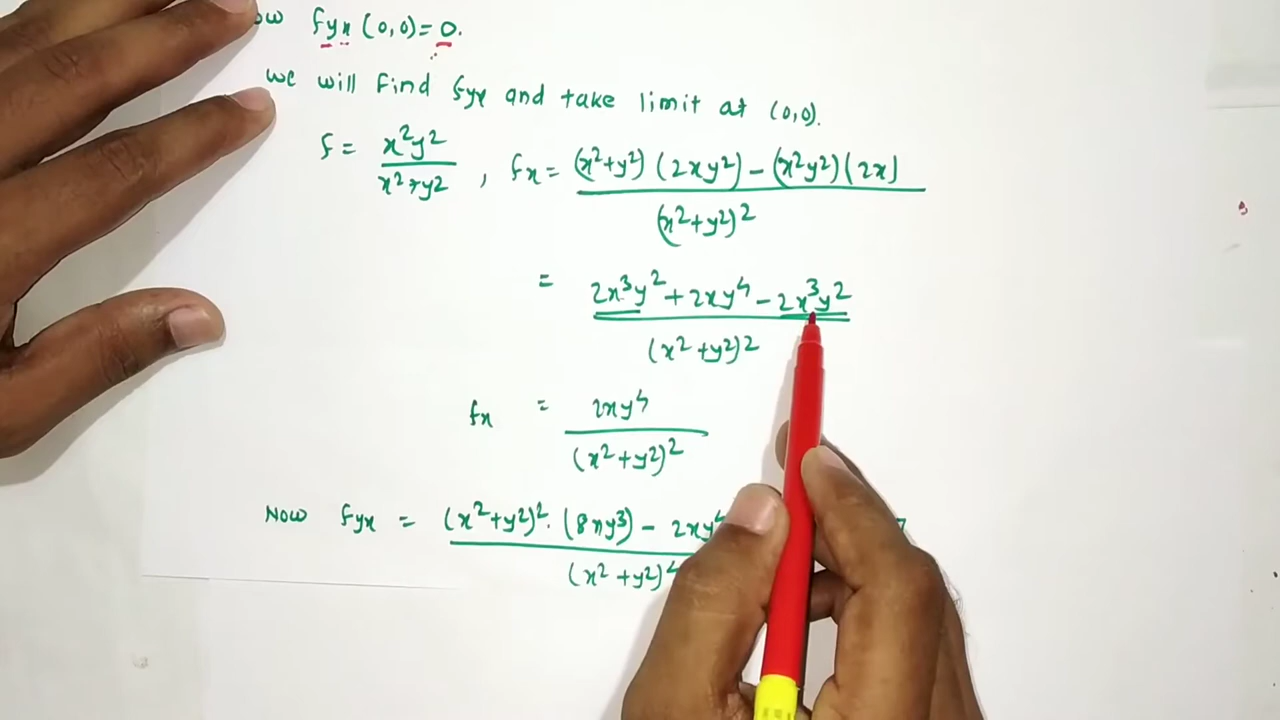 ow fyx (0,0) = 0.
we will find fyx and take limit at (0,0).
f = x²y² / x²+y² , fx = (x²+y²) (2xy²) − (x²y²) (2x) / (x²+y²)²
= 2x³y² + 2xy⁴ − 2x³y² / (x²+y²)²
fx = 2xy⁴ / (x²+y²)²
Now fyx = (x²+y²)² . (8xy³) − 2xy⁴ / (x²+y²)⁴